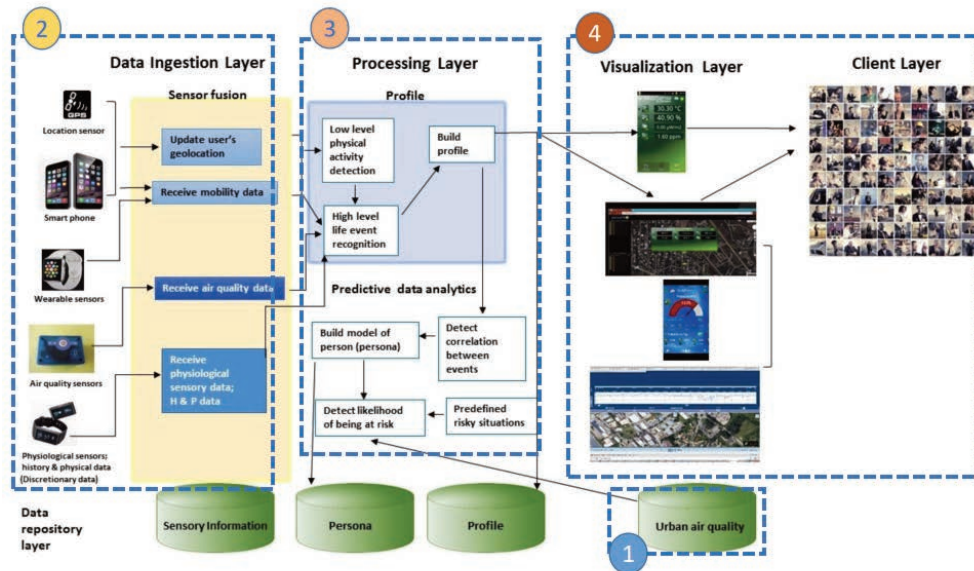 2
3
4
Data Ingestion Layer
Processing Layer
Visualization Layer
Client Layer
Sensor fusion
Profile
GPS
Location sensor
Smart phone
Wearable sensors
Air quality sensors
Physiological sensors;
history & physical data
(Discretionary data)
Update user's
geolocation
Receive mobility data
Receive air quality data
Receive
physiological
sensory data;
H & P data
Low level
physical
activity
detection
Build
profile
High level
life event
recognition
Predictive data analytics
Build model of
person (persona)
Detect
correlation
between
events
Detect likelihood
of being at risk
Predefined
risky situations
30.30 °C
40.90 %
1.60 ppm
Data
repository
layer
Sensory Information
Persona
Profile
Urban air quality
1